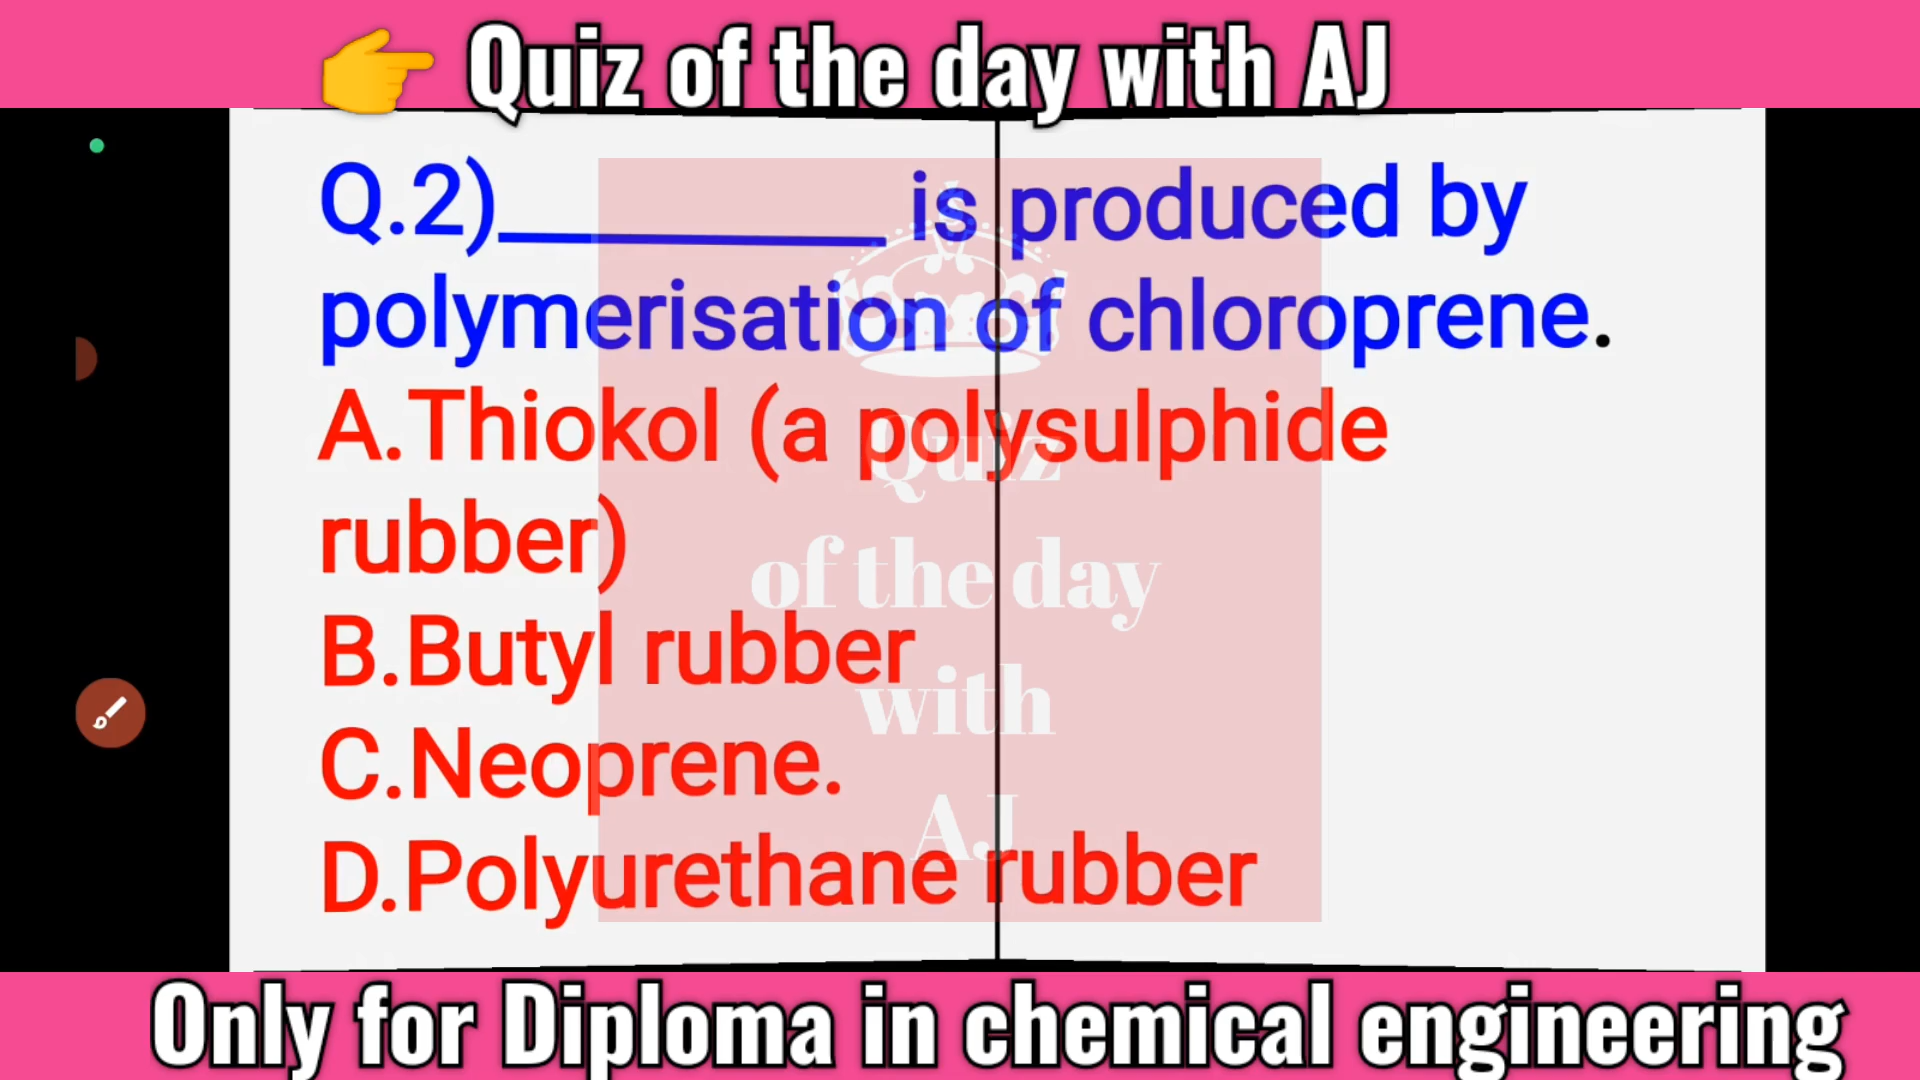 👉 Quiz of the day with AJ
Q.2)________ is produced by
polymerisation of chloroprene.
A.Thiokol (a polysulphide
rubber)
B.Butyl rubber
C.Neoprene.
D.Polyurethane rubber
Quiz
of the day
with
AJ
Only for Diploma in chemical engineering